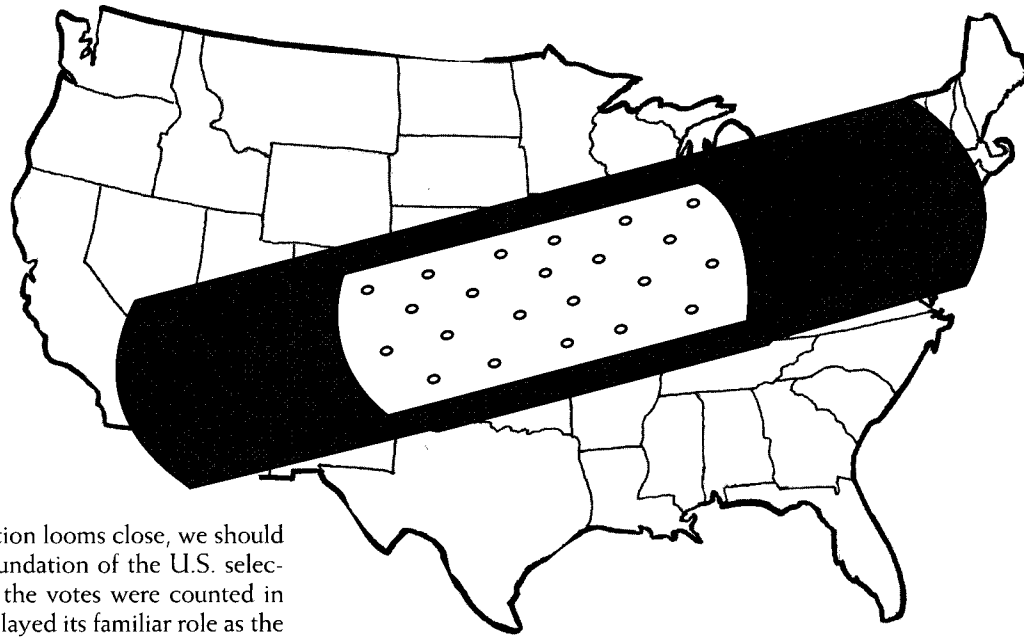 tion looms close, we should
undation of the U.S. selec-
the votes were counted in
layed its familiar role as the